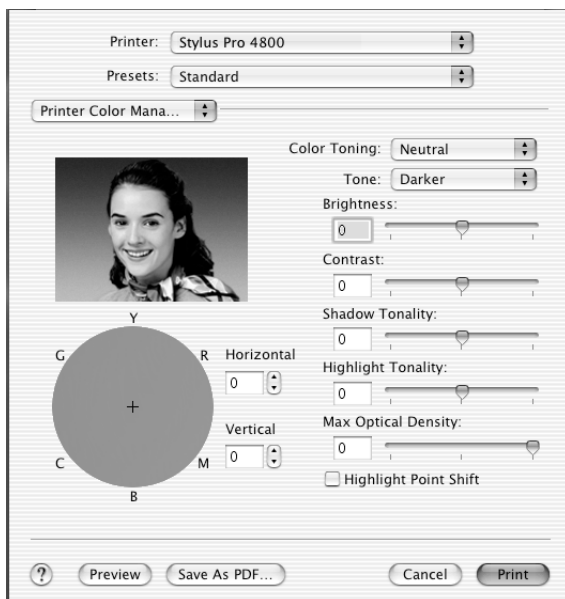 Printer: Stylus Pro 4800
Presets: Standard
Printer Color Mana...
Color Toning: Neutral
Tone: Darker
Brightness:
0
Contrast:
0
Shadow Tonality:
0
Highlight Tonality:
0
Max Optical Density:
0
Highlight Point Shift
Y
G
R
C
M
B
Horizontal
0
Vertical
0
?
Preview
Save As PDF...
Cancel
Print